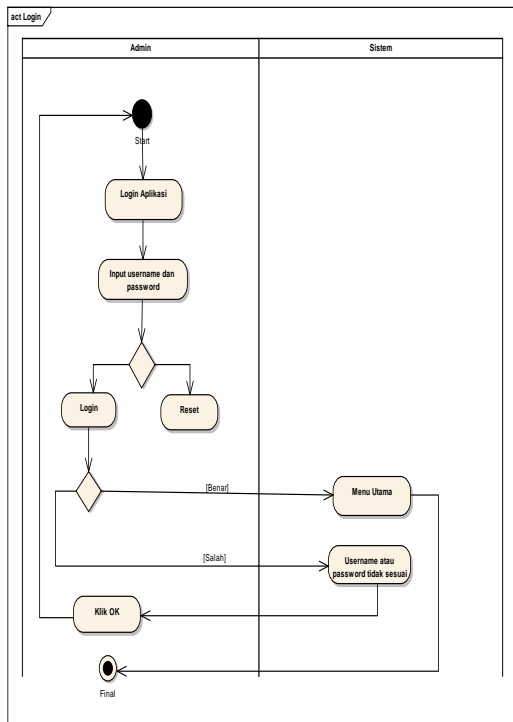 act Login
Admin
Sistem
Start
Login Aplikasi
Input username dan
password
Login
Reset
[Benar]
Menu Utama
[Salah]
Username atau
password tidak sesuai
Klik OK
Final